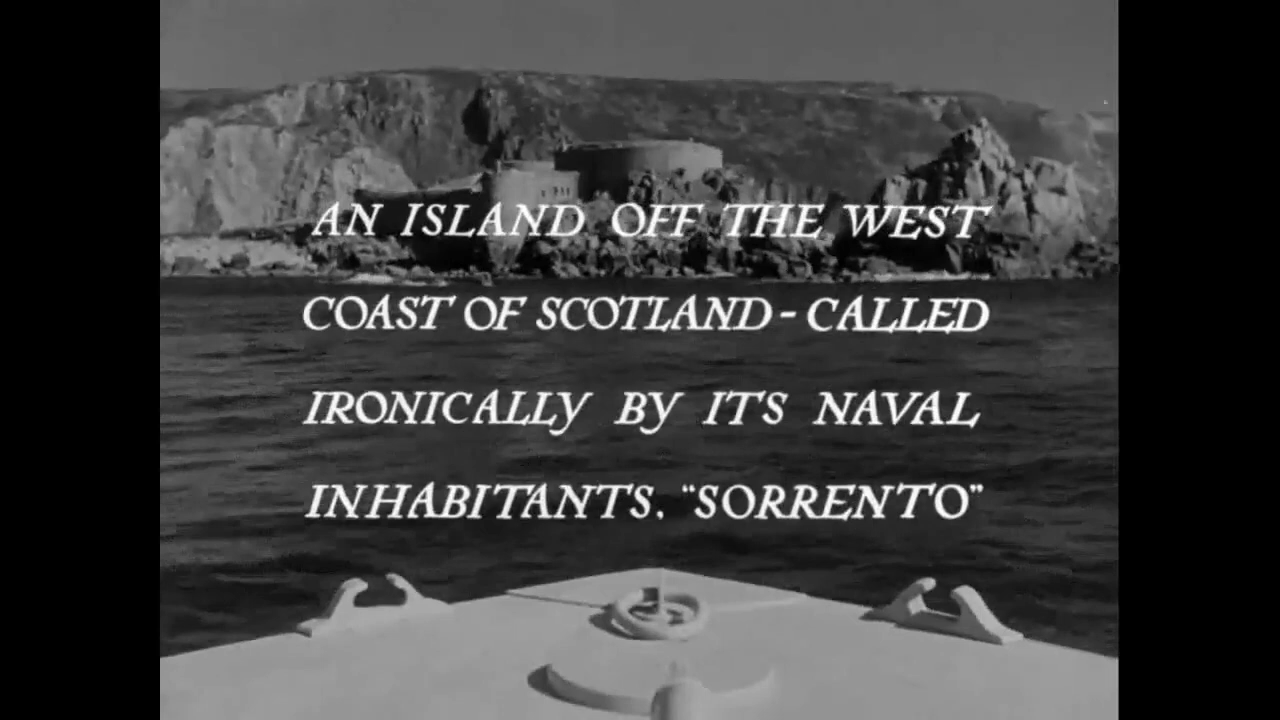 AN ISLAND OFF THE WEST
COAST OF SCOTLAND - CALLED
IRONICALLY BY IT'S NAVAL
INHABITANTS, "SORRENTO"